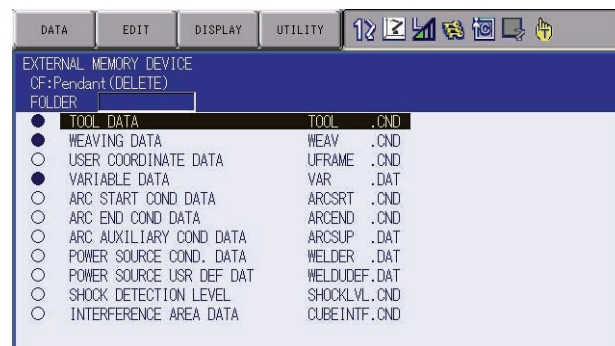 DATA EDIT DISPLAY UTILITY
EXTERNAL MEMORY DEVICE
CF:Pendant(DELETE)
FOLDER
TOOL DATA TOOL .CND
WEAVING DATA WEAV .CND
USER COORDINATE DATA UFRAME .CND
VARIABLE DATA VAR .DAT
ARC START COND DATA ARCSRT .CND
ARC END COND DATA ARCEND .CND
ARC AUXILIARY COND DATA ARCSUP .DAT
POWER SOURCE COND. DATA WELDER .DAT
POWER SOURCE USR DEF DAT WELDUDEF.DAT
SHOCK DETECTION LEVEL SHOCKLVL.CND
INTERFERENCE AREA DATA CUBEINTF.CND